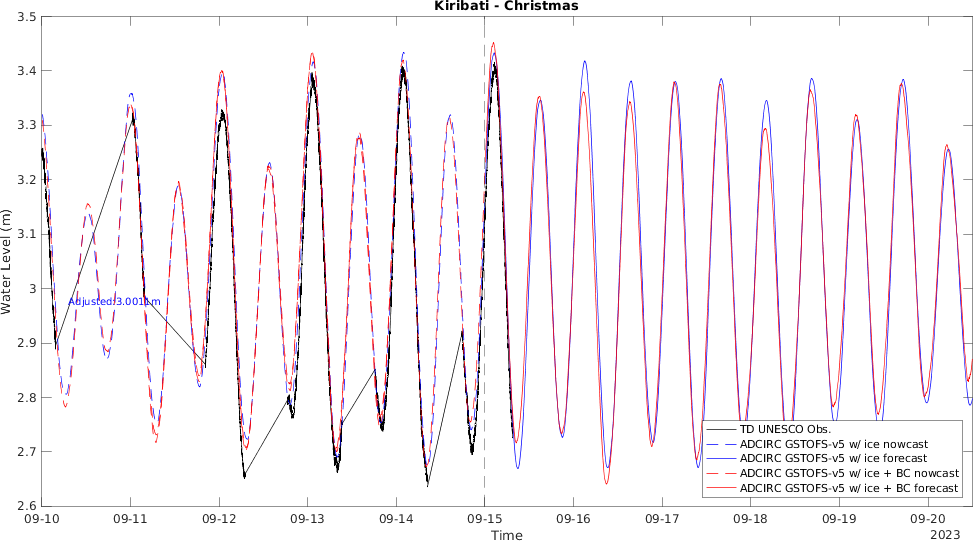 Kiribati - Christmas
3.5
3.4
3.3
3.2
3.1
3
2.9
2.8
2.7
2.6
Water Level (m)
Adjusted:3.0011m
TD UNESCO Obs.
ADCIRC GSTOFS-v5 w/ ice nowcast
ADCIRC GSTOFS-v5 w/ ice forecast
ADCIRC GSTOFS-v5 w/ ice + BC nowcast
ADCIRC GSTOFS-v5 w/ ice + BC forecast
09-10 09-11 09-12 09-13 09-14 09-15 09-16 09-17 09-18 09-19 09-20
2023
Time